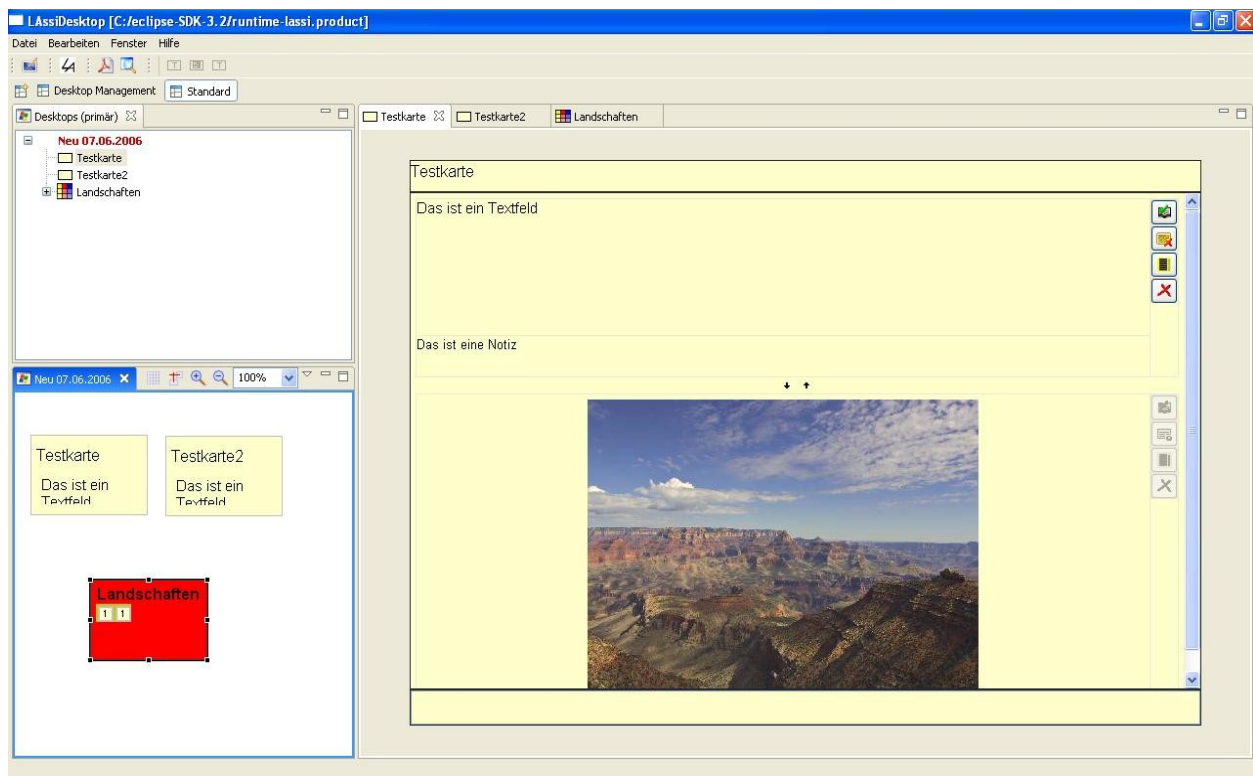 LAssiDesktop [C:/eclipse-SDK-3.2/runtime-lassi.product]
Datei Bearbeiten Fenster Hilfe
Desktop Management Standard
Desktops (primär)
Neu 07.06.2006
Testkarte
Testkarte2
Landschaften
Testkarte Testkarte2 Landschaften
Testkarte
Das ist ein Textfeld
Das ist eine Notiz
Neu 07.06.2006 100%
Testkarte
Das ist ein
Textfeld
Testkarte2
Das ist ein
Textfeld
Landschaften
1 1